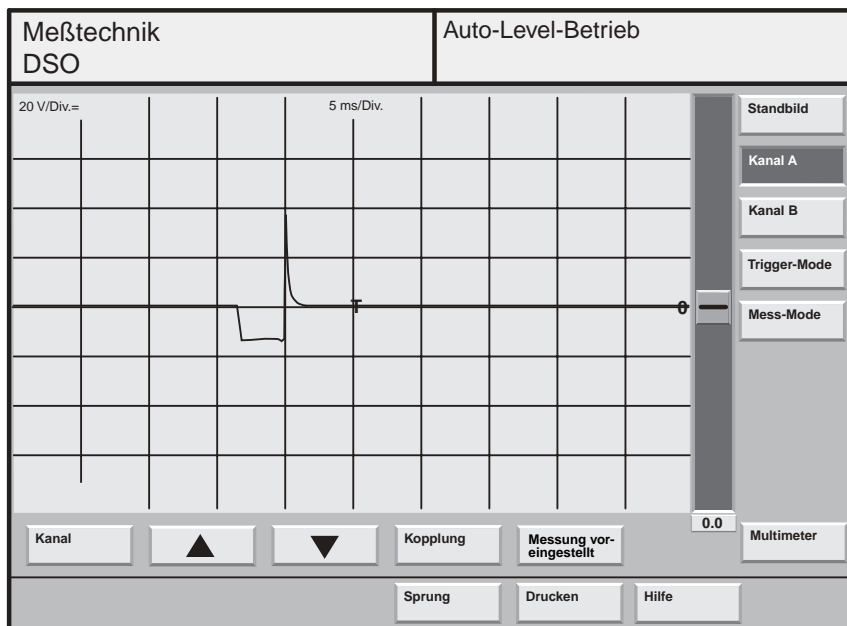 Meßtechnik
DSO
Auto-Level-Betrieb
20 V/Div.=
5 ms/Div.
T
0
0.0
Standbild
Kanal A
Kanal B
Trigger-Mode
Mess-Mode
Multimeter
Kanal
Kopplung
Messung vor-
eingestellt
Sprung
Drucken
Hilfe